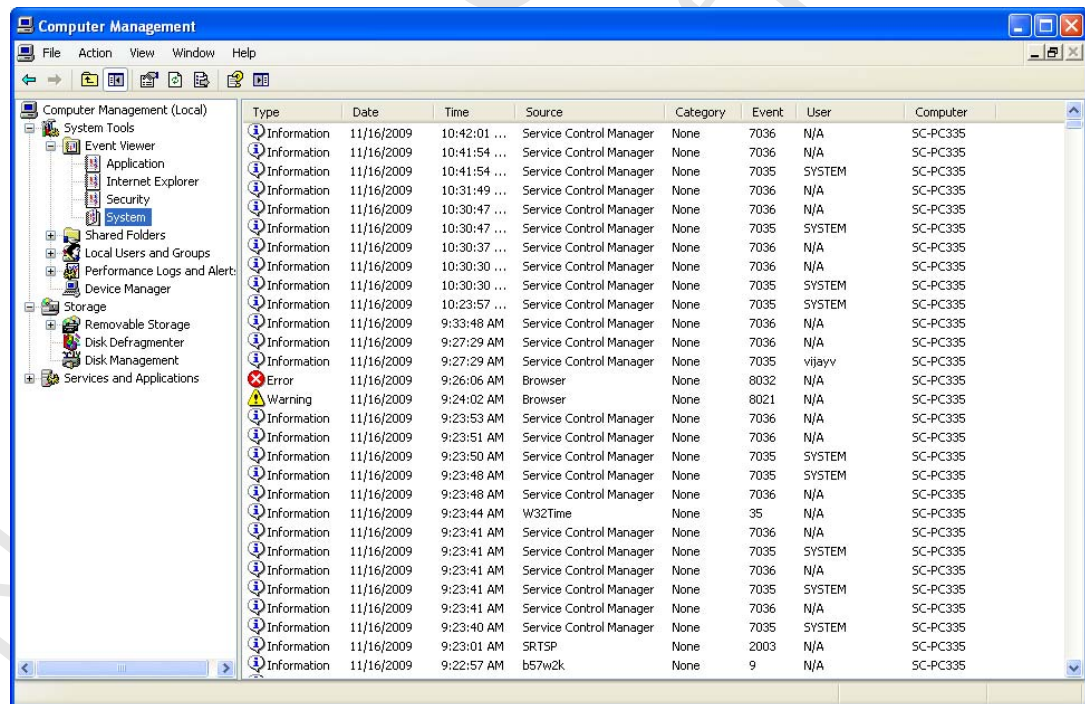 Computer Management
File Action View Window Help
Computer Management (Local)
System Tools
Event Viewer
Application
Internet Explorer
Security
System
Shared Folders
Local Users and Groups
Performance Logs and Alert
Device Manager
Storage
Removable Storage
Disk Defragmenter
Disk Management
Services and Applications
Type Date Time Source Category Event User Computer
Information 11/16/2009 10:42:01 ... Service Control Manager None 7036 N/A SC-PC335
Information 11/16/2009 10:41:54 ... Service Control Manager None 7036 N/A SC-PC335
Information 11/16/2009 10:41:54 ... Service Control Manager None 7035 SYSTEM SC-PC335
Information 11/16/2009 10:31:49 ... Service Control Manager None 7036 N/A SC-PC335
Information 11/16/2009 10:30:47 ... Service Control Manager None 7036 N/A SC-PC335
Information 11/16/2009 10:30:47 ... Service Control Manager None 7035 SYSTEM SC-PC335
Information 11/16/2009 10:30:37 ... Service Control Manager None 7036 N/A SC-PC335
Information 11/16/2009 10:30:30 ... Service Control Manager None 7036 N/A SC-PC335
Information 11/16/2009 10:30:30 ... Service Control Manager None 7035 SYSTEM SC-PC335
Information 11/16/2009 10:23:57 ... Service Control Manager None 7035 SYSTEM SC-PC335
Information 11/16/2009 9:33:48 AM Service Control Manager None 7036 N/A SC-PC335
Information 11/16/2009 9:27:29 AM Service Control Manager None 7036 N/A SC-PC335
Information 11/16/2009 9:27:29 AM Service Control Manager None 7035 vijayv SC-PC335
Error 11/16/2009 9:26:06 AM Browser None 8032 N/A SC-PC335
Warning 11/16/2009 9:24:02 AM Browser None 8021 N/A SC-PC335
Information 11/16/2009 9:23:53 AM Service Control Manager None 7036 N/A SC-PC335
Information 11/16/2009 9:23:51 AM Service Control Manager None 7036 N/A SC-PC335
Information 11/16/2009 9:23:50 AM Service Control Manager None 7035 SYSTEM SC-PC335
Information 11/16/2009 9:23:48 AM Service Control Manager None 7035 SYSTEM SC-PC335
Information 11/16/2009 9:23:48 AM Service Control Manager None 7036 N/A SC-PC335
Information 11/16/2009 9:23:44 AM W32Time None 35 N/A SC-PC335
Information 11/16/2009 9:23:41 AM Service Control Manager None 7036 N/A SC-PC335
Information 11/16/2009 9:23:41 AM Service Control Manager None 7035 SYSTEM SC-PC335
Information 11/16/2009 9:23:41 AM Service Control Manager None 7036 N/A SC-PC335
Information 11/16/2009 9:23:41 AM Service Control Manager None 7035 SYSTEM SC-PC335
Information 11/16/2009 9:23:41 AM Service Control Manager None 7036 N/A SC-PC335
Information 11/16/2009 9:23:40 AM Service Control Manager None 7035 SYSTEM SC-PC335
Information 11/16/2009 9:23:01 AM SRTSP None 2003 N/A SC-PC335
Information 11/16/2009 9:22:57 AM b57w2k None 9 N/A SC-PC335